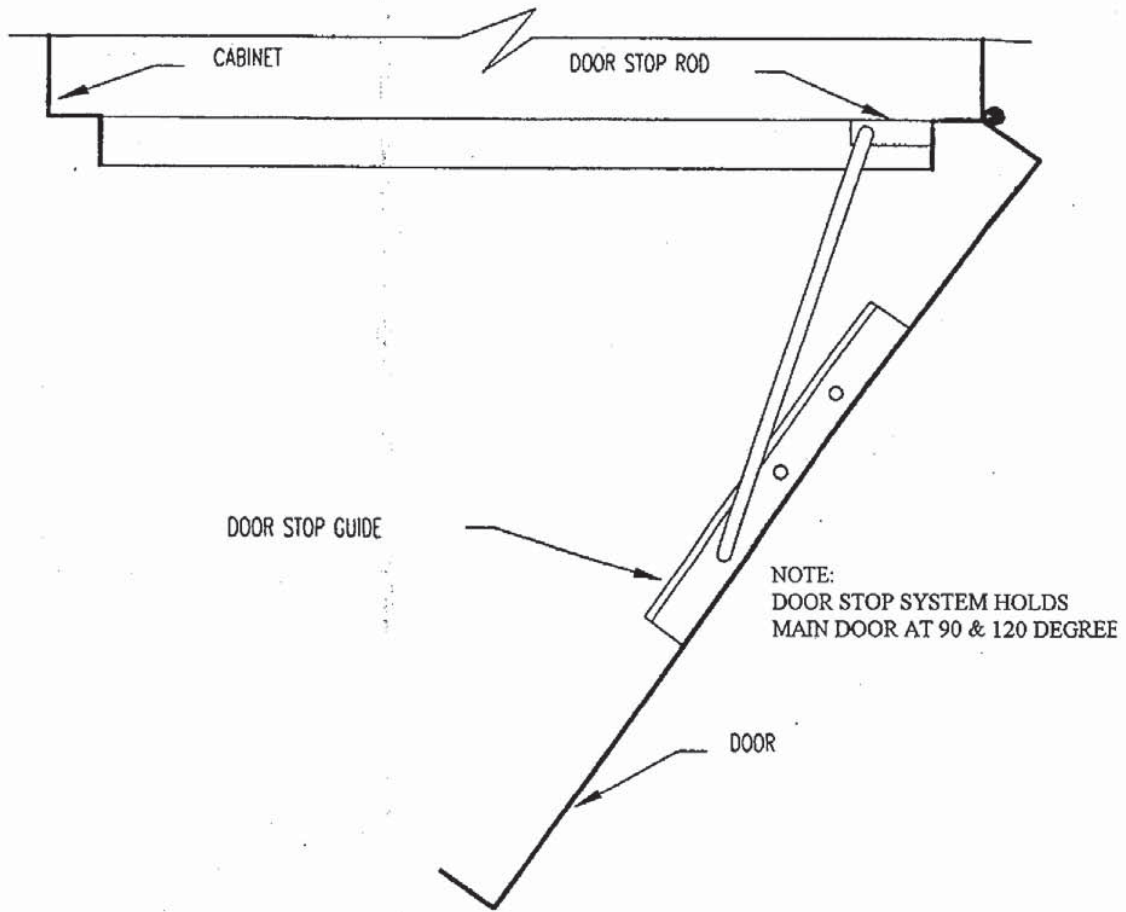 CABINET
DOOR STOP ROD
DOOR STOP GUIDE
NOTE:
DOOR STOP SYSTEM HOLDS
MAIN DOOR AT 90 & 120 DEGREE
DOOR